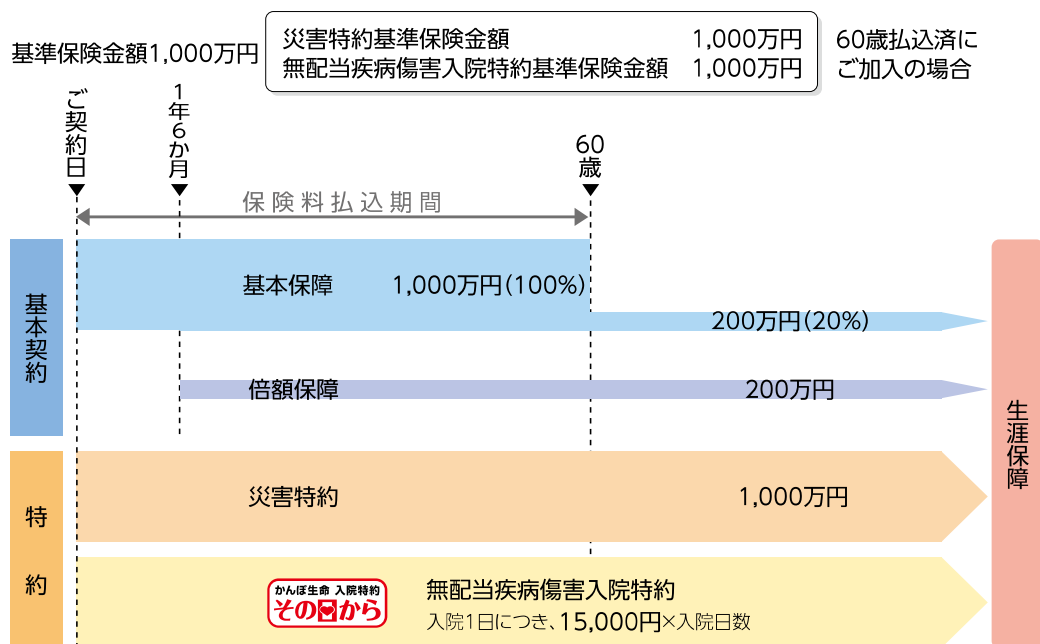 基準保険金額1,000万円
災害特約基準保険金額 1,000万円
無配当疾病傷害入院特約基準保険金額 1,000万円
60歳払込済に
ご加入の場合
ご契約日
1年6か月
60歳
保険料払込期間
基本契約
基本保障 1,000万円(100%)
200万円(20%)
倍額保障 200万円
生涯保障
特約
災害特約 1,000万円
かんぽ生命 入院特約
その日から
無配当疾病傷害入院特約
入院1日につき、15,000円×入院日数